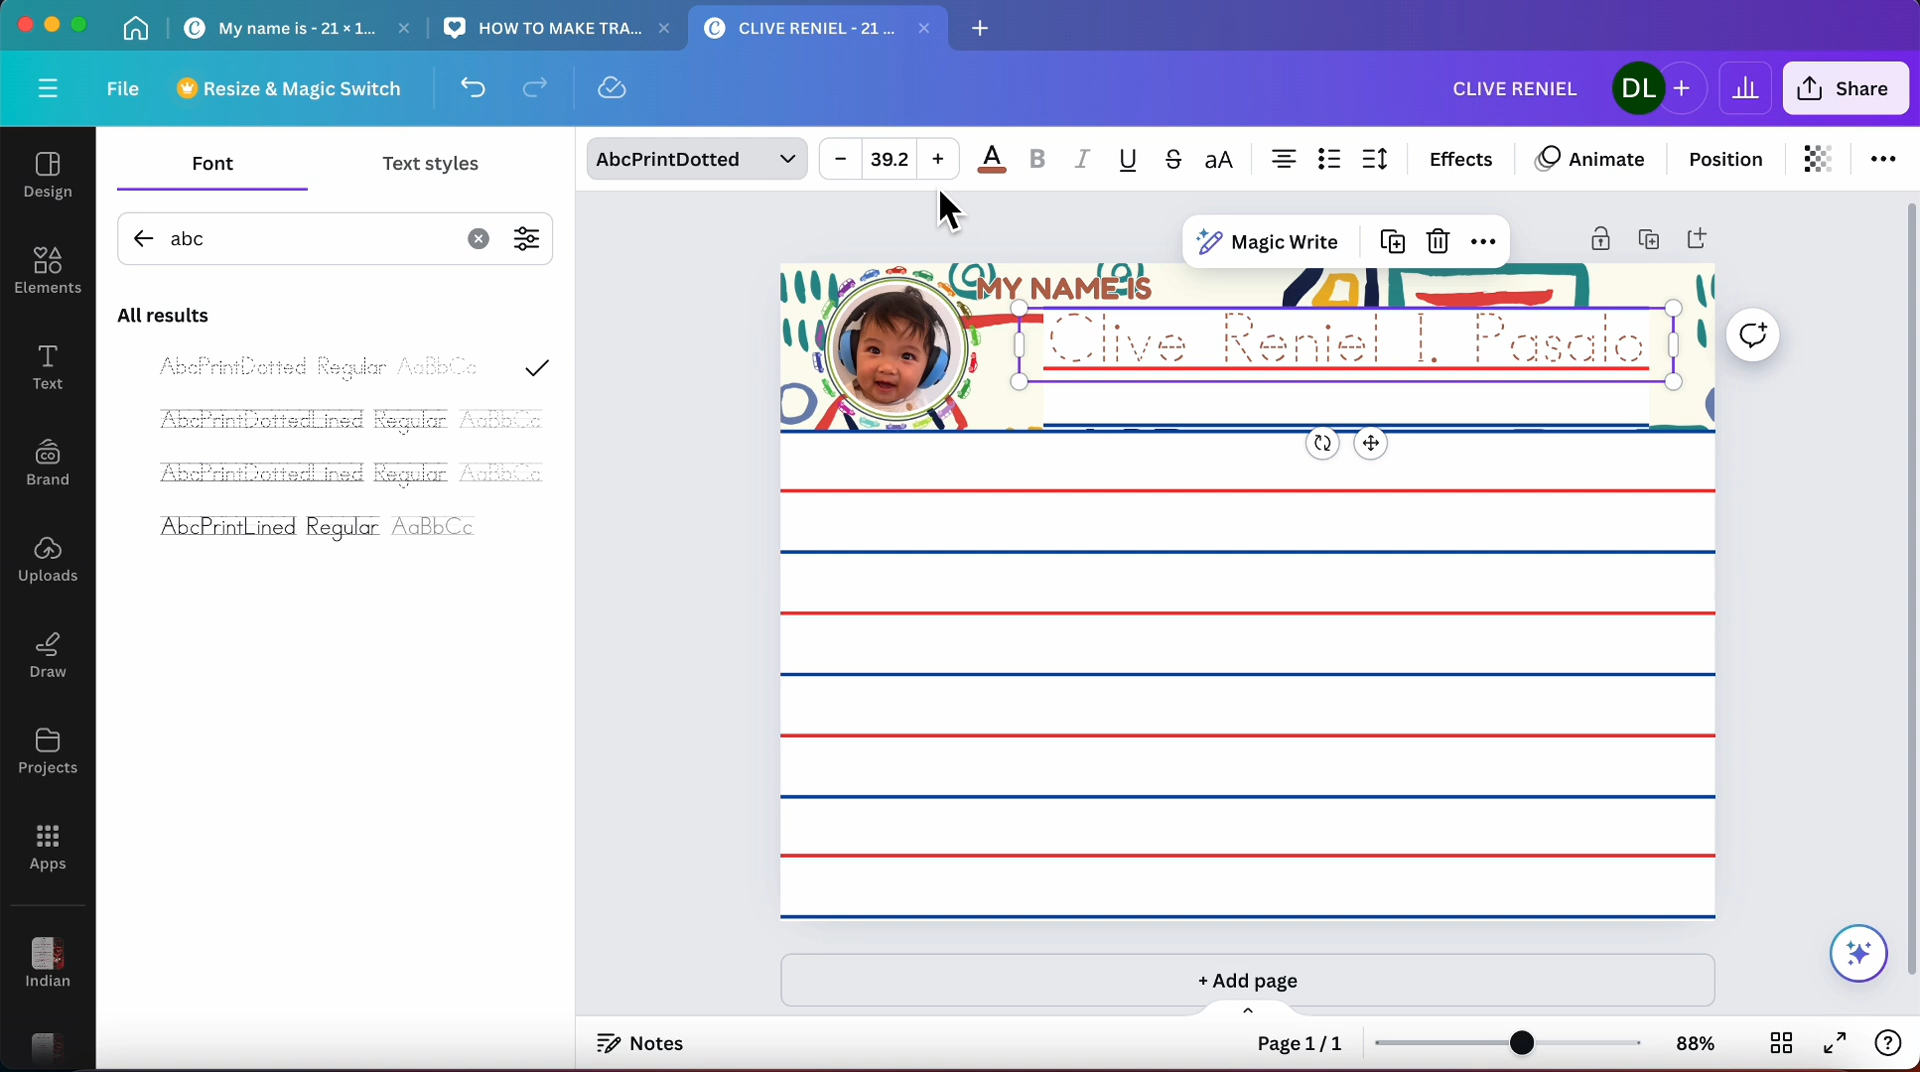 My name is - 21 × 1...
HOW TO MAKE TRA...
CLIVE RENIEL - 21 ...
File
Resize & Magic Switch
CLIVE RENIEL
DL
Share
Font
Text styles
AbcPrintDotted
39.2
A
B
I
U
S
aA
Effects
Animate
Position
Design
Elements
Text
Brand
Uploads
Draw
Projects
Apps
Indian
abc
All results
AbcPrintDotted Regular AaBbCc
AbcPrintDottedLined Regular AaBbCc
AbcPrintDottedLined Regular AaBbCc
AbcPrintLined Regular AaBbCc
Magic Write
MY NAME IS
Clive Reniel I. Pasalo
+ Add page
Notes
Page 1 / 1
88%